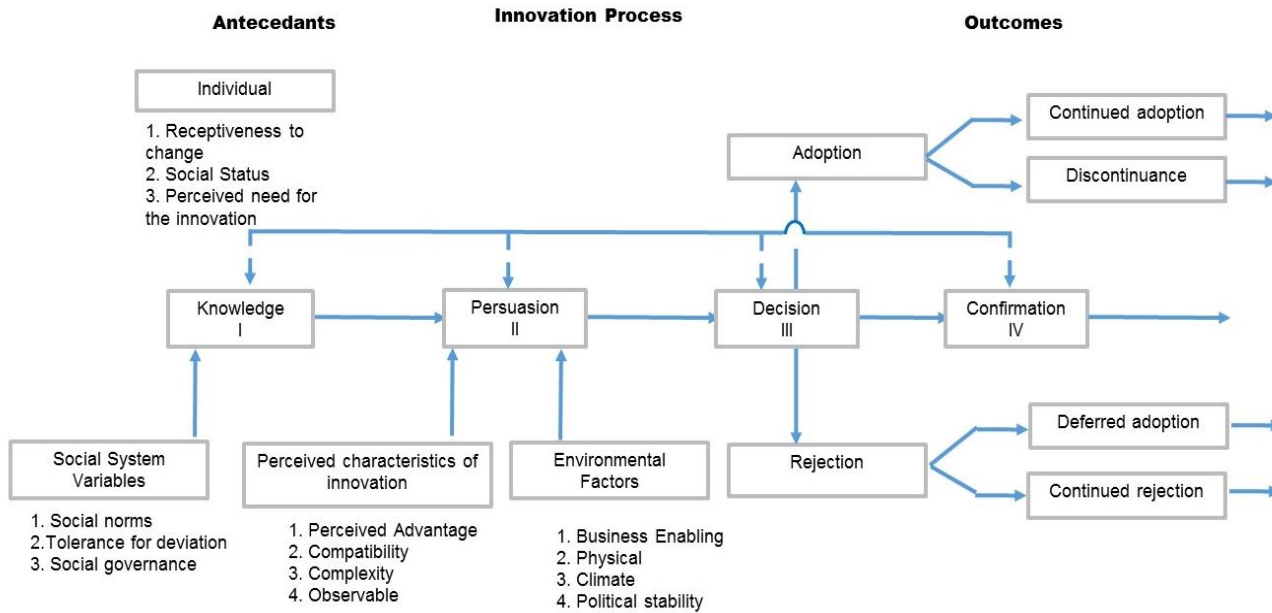 Antecedants
Innovation Process
Outcomes
Individual
1. Receptiveness to
change
2. Social Status
3. Perceived need for
the innovation
Adoption
Continued adoption
Discontinuance
Knowledge
I
Persuasion
II
Decision
III
Confirmation
IV
Social System
Variables
1. Social norms
2.Tolerance for deviation
3. Social governance
Perceived characteristics of
innovation
1. Perceived Advantage
2. Compatibility
3. Complexity
4. Observable
Environmental
Factors
1. Business Enabling
2. Physical
3. Climate
4. Political stability
Rejection
Deferred adoption
Continued rejection